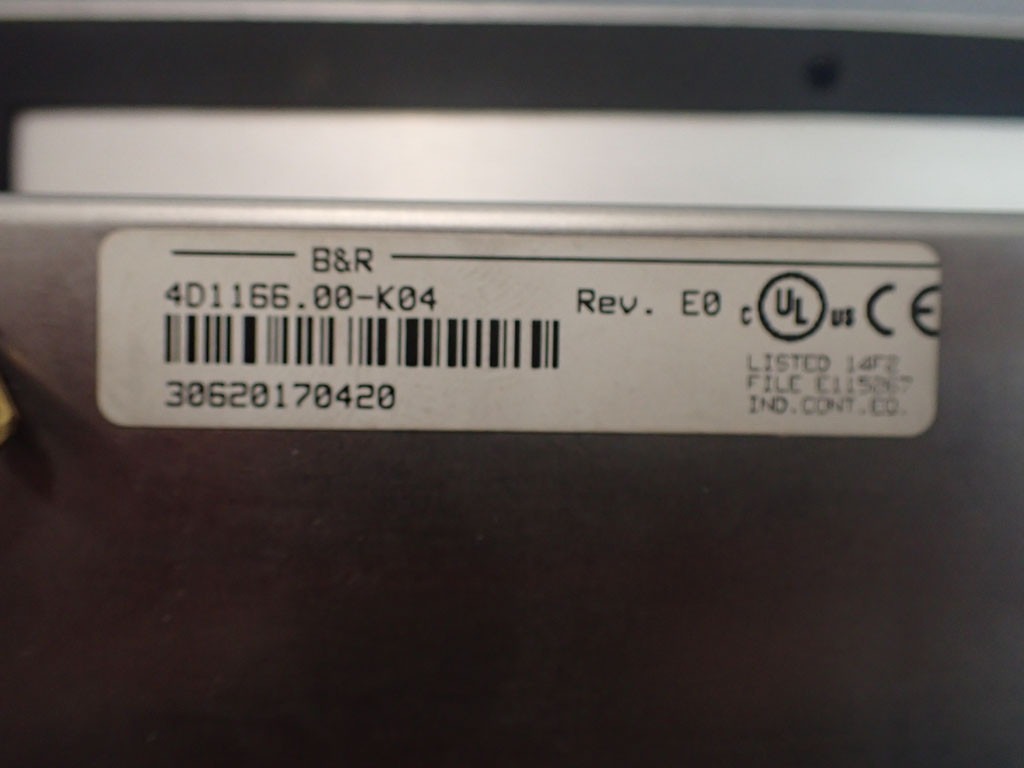 B&R
4D1166.00-K04
Rev. E0
c UL us CE
30620170420
LISTED 14F2
FILE E115267
IND.CONT.EQ.